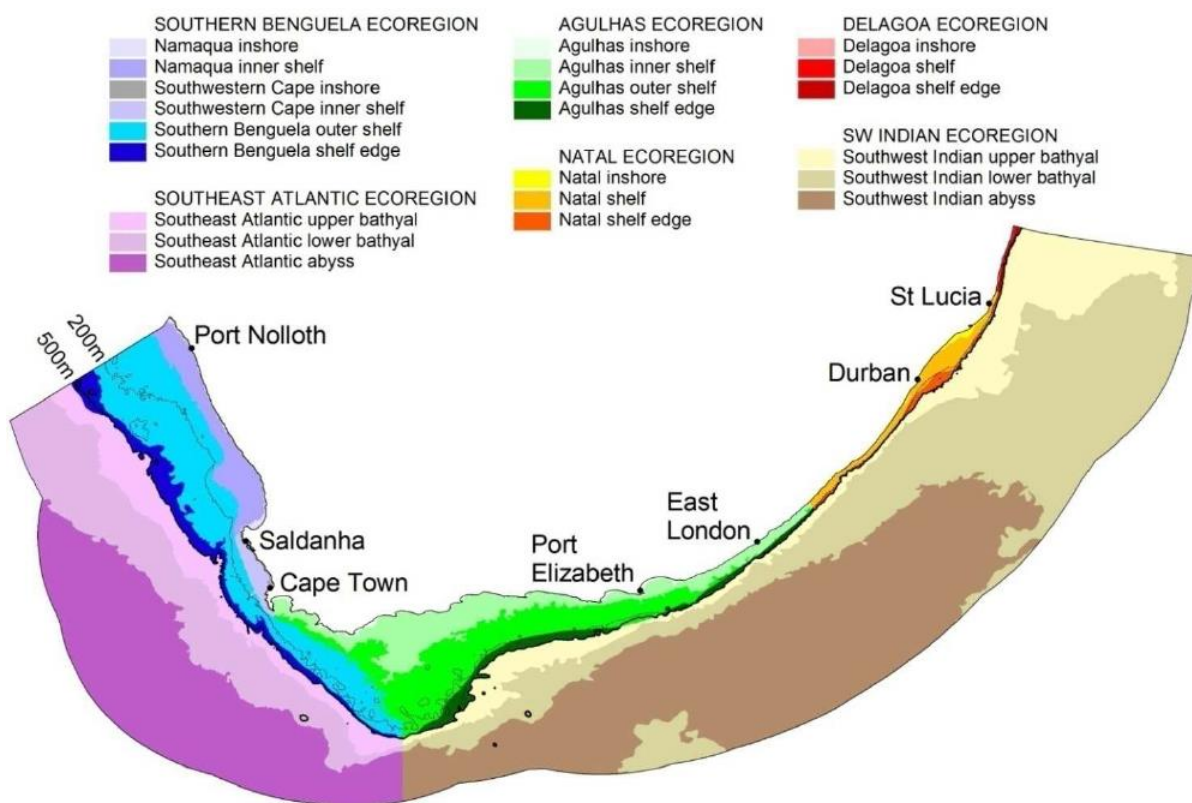 SOUTHERN BENGUELA ECOREGION
Namaqua inshore
Namaqua inner shelf
Southwestern Cape inshore
Southwestern Cape inner shelf
Southern Benguela outer shelf
Southern Benguela shelf edge
SOUTHEAST ATLANTIC ECOREGION
Southeast Atlantic upper bathyal
Southeast Atlantic lower bathyal
Southeast Atlantic abyss
AGULHAS ECOREGION
Agulhas inshore
Agulhas inner shelf
Agulhas outer shelf
Agulhas shelf edge
NATAL ECOREGION
Natal inshore
Natal shelf
Natal shelf edge
DELAGOA ECOREGION
Delagoa inshore
Delagoa shelf
Delagoa shelf edge
SW INDIAN ECOREGION
Southwest Indian upper bathyal
Southwest Indian lower bathyal
Southwest Indian abyss
200m
500m
Port Nolloth
Saldanha
Cape Town
Port
Elizabeth
East
London
Durban
St Lucia